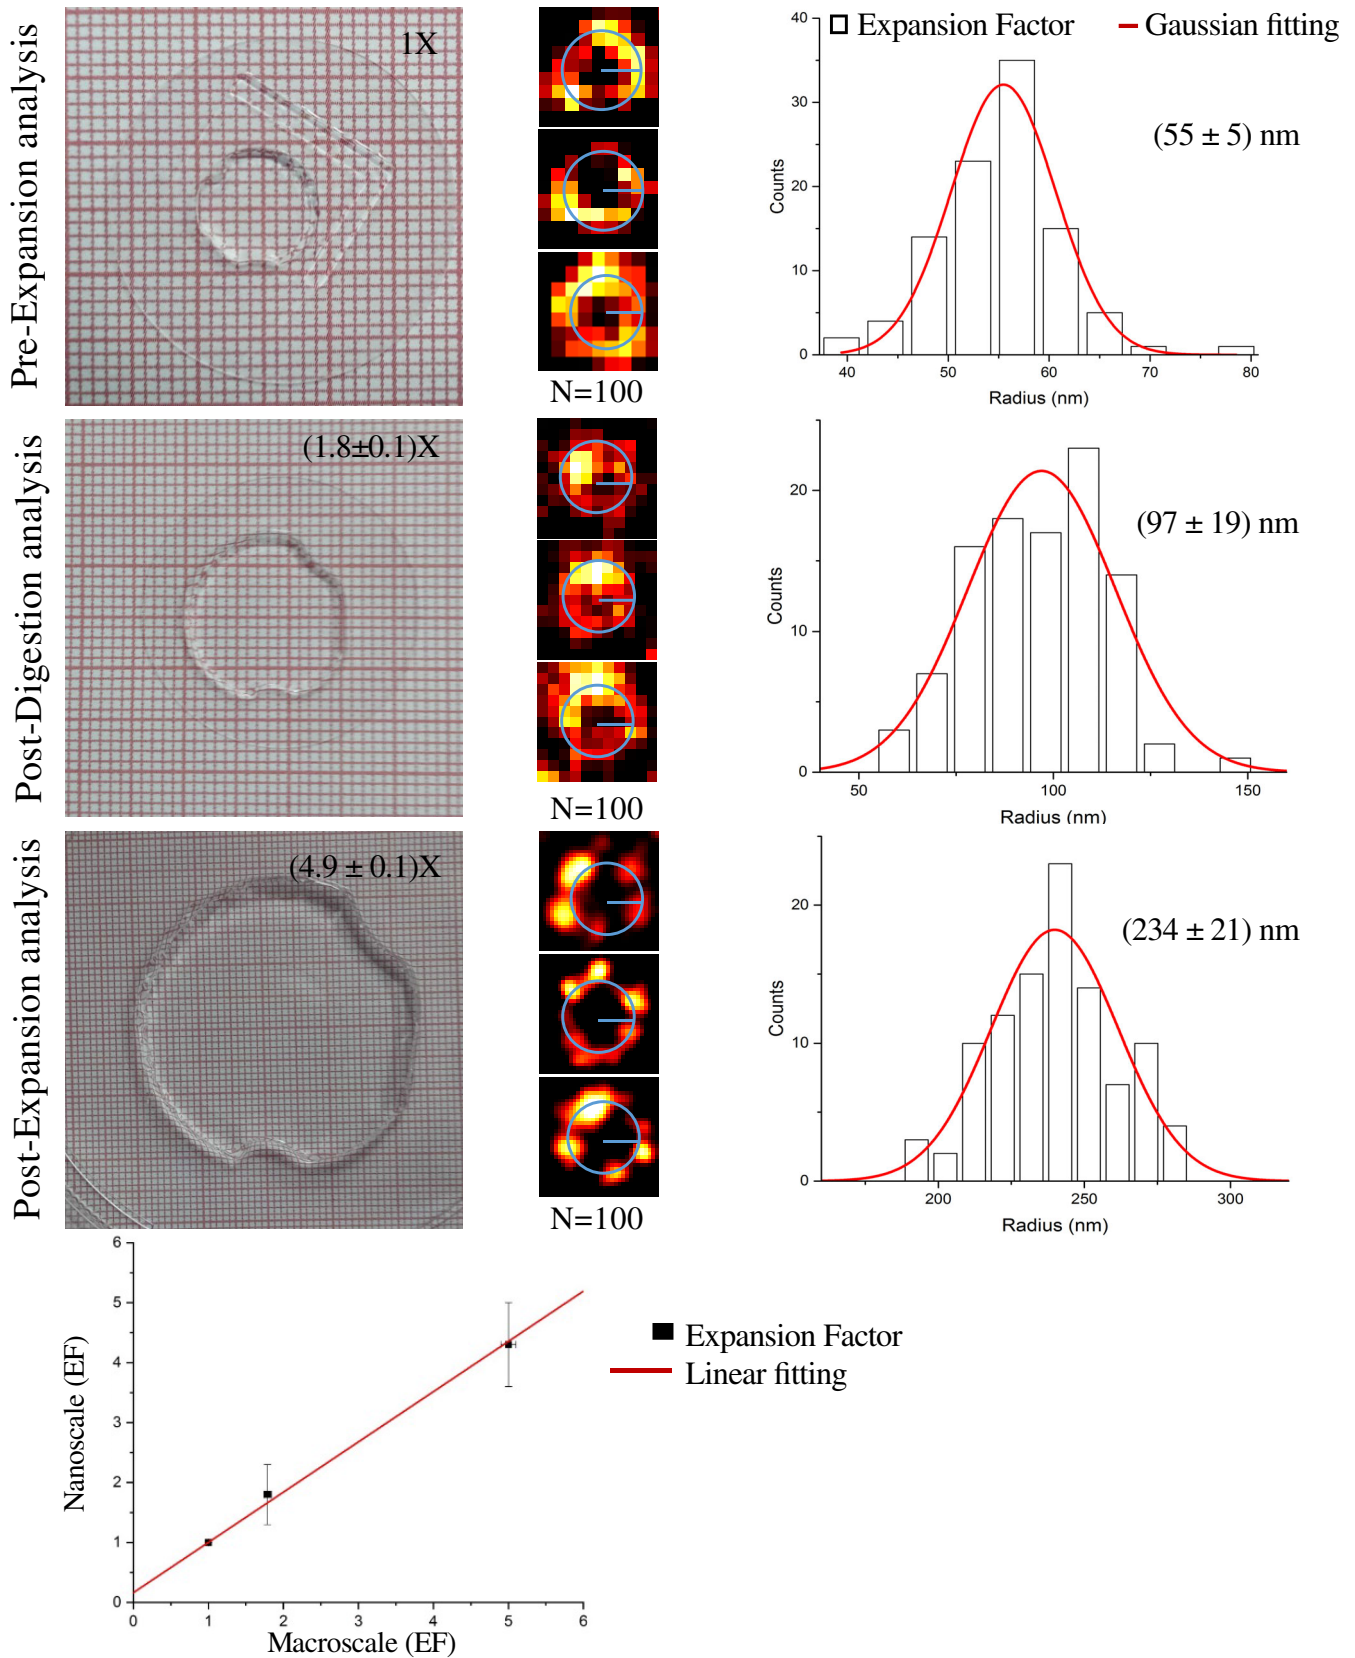 Pre-Expansion analysis
1X
N=100
Expansion Factor
Gaussian fitting
(55 ± 5) nm
Counts
40
30
20
10
0
40 50 60 70 80
Radius (nm)
Post-Digestion analysis
(1.8±0.1)X
N=100
(97 ± 19) nm
Counts
20
10
0
50 100 150
Radius (nm)
Post-Expansion analysis
(4.9 ± 0.1)X
N=100
(234 ± 21) nm
Counts
20
10
0
200 250 300
Radius (nm)
Nanoscale (EF)
6
5
4
3
2
1
0
0 1 2 3 4 5 6
Macroscale (EF)
Expansion Factor
Linear fitting